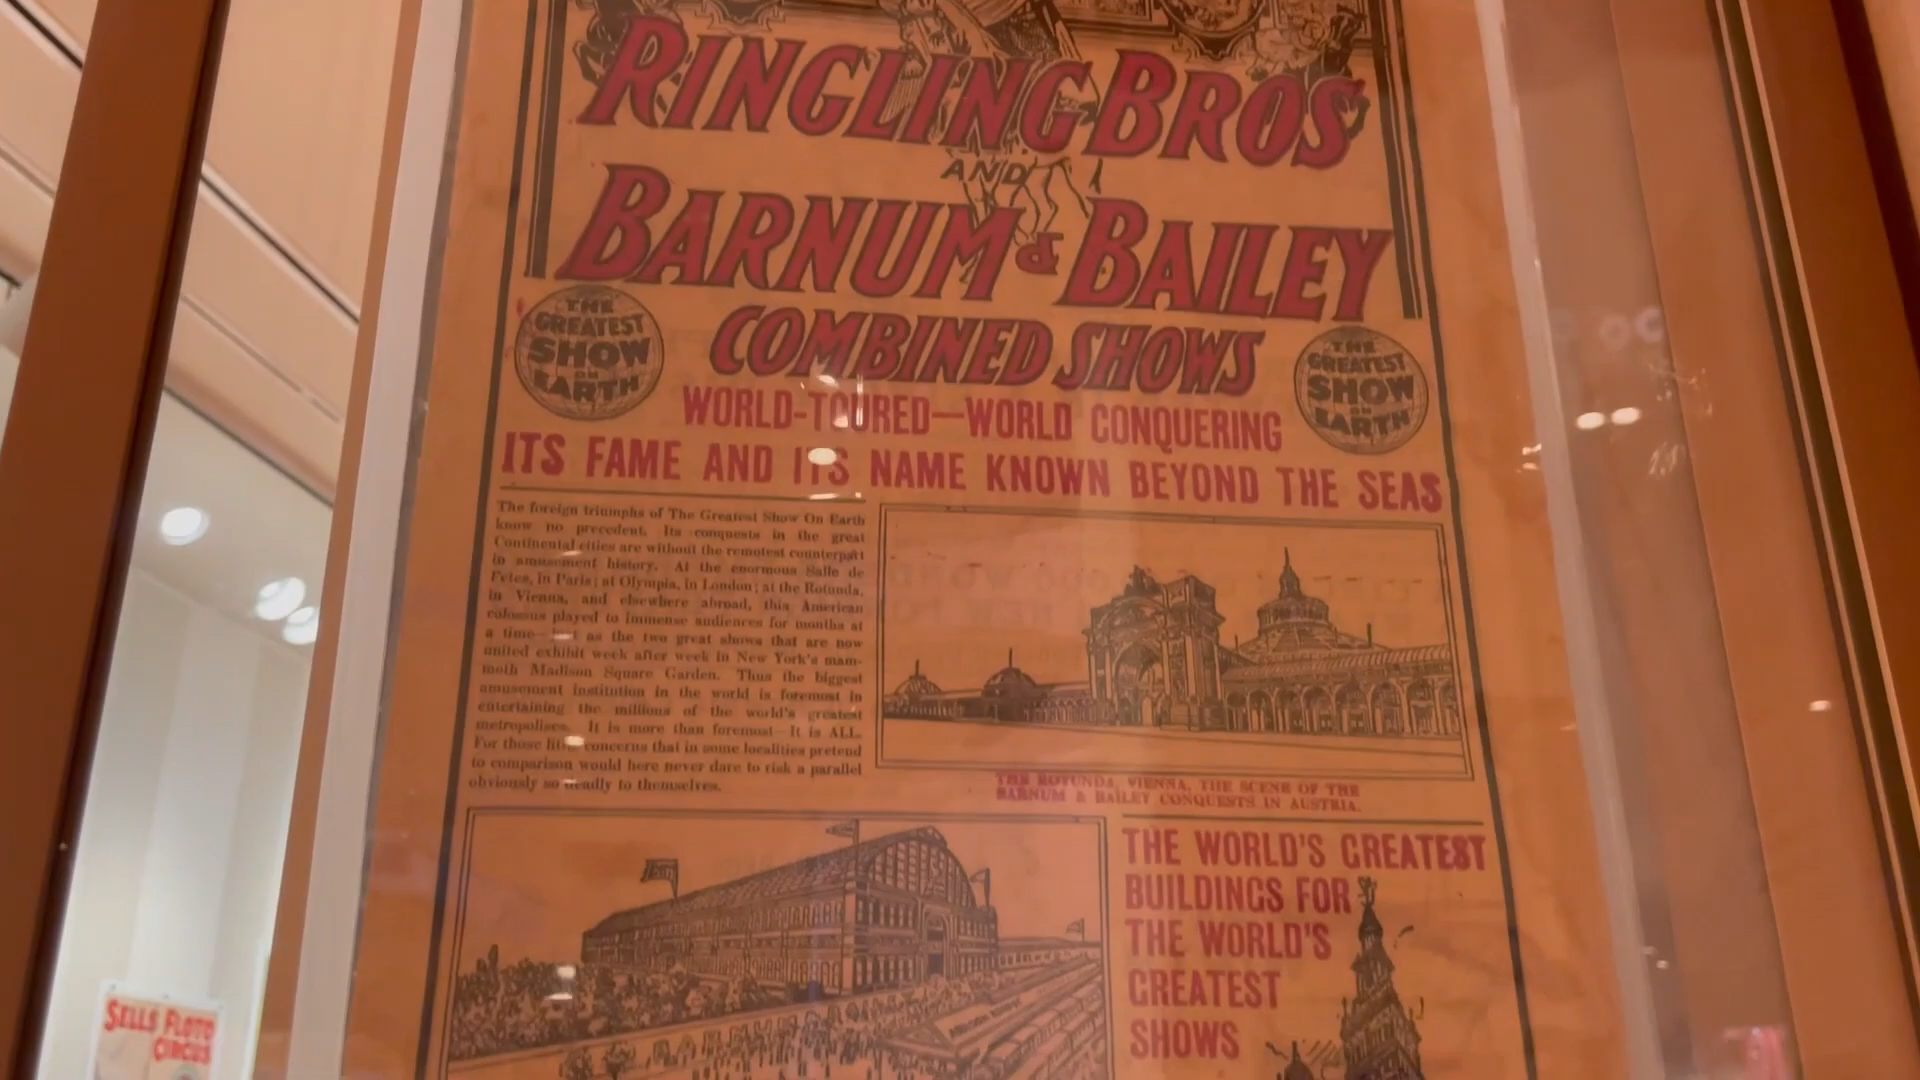 RINGLING BROS
AND
BARNUM & BAILEY
COMBINED SHOWS
THE
GREATEST
SHOW
ON
EARTH
THE
GREATEST
SHOW
ON
EARTH
WORLD-TOURED—WORLD CONQUERING
ITS FAME AND ITS NAME KNOWN BEYOND THE SEAS
The foreign triumphs of The Greatest Show On Earth
know no precedent. Its conquests in the great
Continental cities are without the remotest counterpart
in amusement history. At the enormous Salle de
Fetes, in Paris; at Olympia, in London; at the Rotunda,
in Vienna, and elsewhere abroad, this American
colossus played to immense audiences for months at
a time— as the two great shows that are now
united exhibit week after week in New York's mam-
moth Madison Square Garden. Thus the biggest
amusement institution in the world is foremost in
entertaining the millions of the world's greatest
metropolises. It is more than foremost—It is ALL.
For those little concerns that in some localities pretend
to comparison would here never dare to risk a parallel
obviously so deadly to themselves.
THE ROTUNDA, VIENNA, THE SCENE OF THE
BARNUM & BAILEY CONQUESTS IN AUSTRIA.
THE WORLD'S GREATEST
BUILDINGS FOR
THE WORLD'S
GREATEST
SHOWS
SELLS FLOTO
CIRCUS